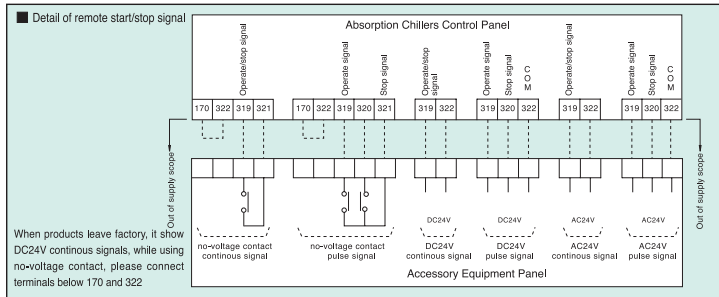 ■ Detail of remote start/stop signal
Absorption Chillers Control Panel
Operate/stop signal
Operate signal
Stop signal
Operate/stop signal
Operate signal
Stop signal
COM
Operate/stop signal
Operate signal
Stop signal
COM
170 322 319 321 170 322 319 320 321 319 322 319 320 322 319 322 319 320 322
Out of supply scope
Out of supply scope
DC24V DC24V AC24V AC24V
no-voltage contact continous signal
no-voltage contact pulse signal
DC24V continous signal
DC24V pulse signal
AC24V continous signal
AC24V pulse signal
Accessory Equipment Panel
When products leave factory, it show
DC24V continous signals, while using
no-voltage contact, please connect
terminals below 170 and 322